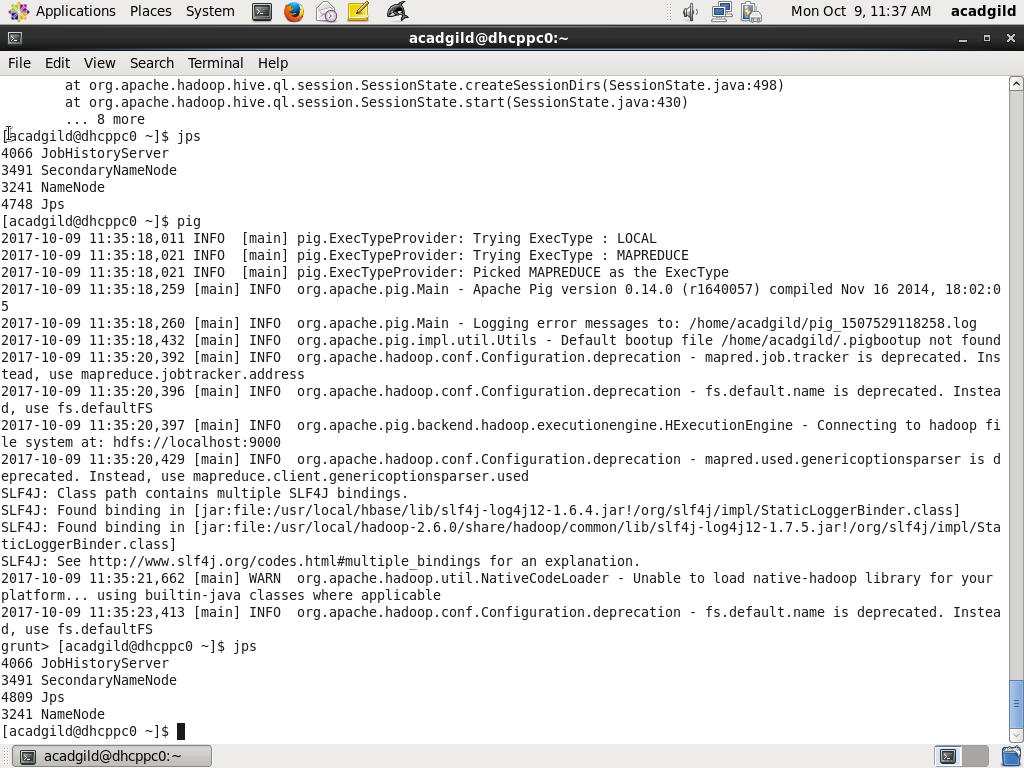 Applications Places System Mon Oct 9, 11:37 AM acadgild
acadgild@dhcppc0:~
File Edit View Search Terminal Help
at org.apache.hadoop.hive.ql.session.SessionState.createSessionDirs(SessionState.java:498)
at org.apache.hadoop.hive.ql.session.SessionState.start(SessionState.java:430)
... 8 more
[acadgild@dhcppc0 ~]$ jps
4066 JobHistoryServer
3491 SecondaryNameNode
3241 NameNode
4748 Jps
[acadgild@dhcppc0 ~]$ pig
2017-10-09 11:35:18,011 INFO  [main] pig.ExecTypeProvider: Trying ExecType : LOCAL
2017-10-09 11:35:18,021 INFO  [main] pig.ExecTypeProvider: Trying ExecType : MAPREDUCE
2017-10-09 11:35:18,021 INFO  [main] pig.ExecTypeProvider: Picked MAPREDUCE as the ExecType
2017-10-09 11:35:18,259 [main] INFO  org.apache.pig.Main - Apache Pig version 0.14.0 (r1640057) compiled Nov 16 2014, 18:02:0
5
2017-10-09 11:35:18,260 [main] INFO  org.apache.pig.Main - Logging error messages to: /home/acadgild/pig_1507529118258.log
2017-10-09 11:35:18,432 [main] INFO  org.apache.pig.impl.util.Utils - Default bootup file /home/acadgild/.pigbootup not found
2017-10-09 11:35:20,392 [main] INFO  org.apache.hadoop.conf.Configuration.deprecation - mapred.job.tracker is deprecated. Ins
tead, use mapreduce.jobtracker.address
2017-10-09 11:35:20,396 [main] INFO  org.apache.hadoop.conf.Configuration.deprecation - fs.default.name is deprecated. Instea
d, use fs.defaultFS
2017-10-09 11:35:20,397 [main] INFO  org.apache.pig.backend.hadoop.executionengine.HExecutionEngine - Connecting to hadoop fi
le system at: hdfs://localhost:9000
2017-10-09 11:35:20,429 [main] INFO  org.apache.hadoop.conf.Configuration.deprecation - mapred.used.genericoptionsparser is d
eprecated. Instead, use mapreduce.client.genericoptionsparser.used
SLF4J: Class path contains multiple SLF4J bindings.
SLF4J: Found binding in [jar:file:/usr/local/hbase/lib/slf4j-log4j12-1.6.4.jar!/org/slf4j/impl/StaticLoggerBinder.class]
SLF4J: Found binding in [jar:file:/usr/local/hadoop-2.6.0/share/hadoop/common/lib/slf4j-log4j12-1.7.5.jar!/org/slf4j/impl/Sta
ticLoggerBinder.class]
SLF4J: See http://www.slf4j.org/codes.html#multiple_bindings for an explanation.
2017-10-09 11:35:21,662 [main] WARN  org.apache.hadoop.util.NativeCodeLoader - Unable to load native-hadoop library for your
platform... using builtin-java classes where applicable
2017-10-09 11:35:23,413 [main] INFO  org.apache.hadoop.conf.Configuration.deprecation - fs.default.name is deprecated. Instea
d, use fs.defaultFS
grunt> [acadgild@dhcppc0 ~]$ jps
4066 JobHistoryServer
3491 SecondaryNameNode
4809 Jps
3241 NameNode
[acadgild@dhcppc0 ~]$
acadgild@dhcppc0:~